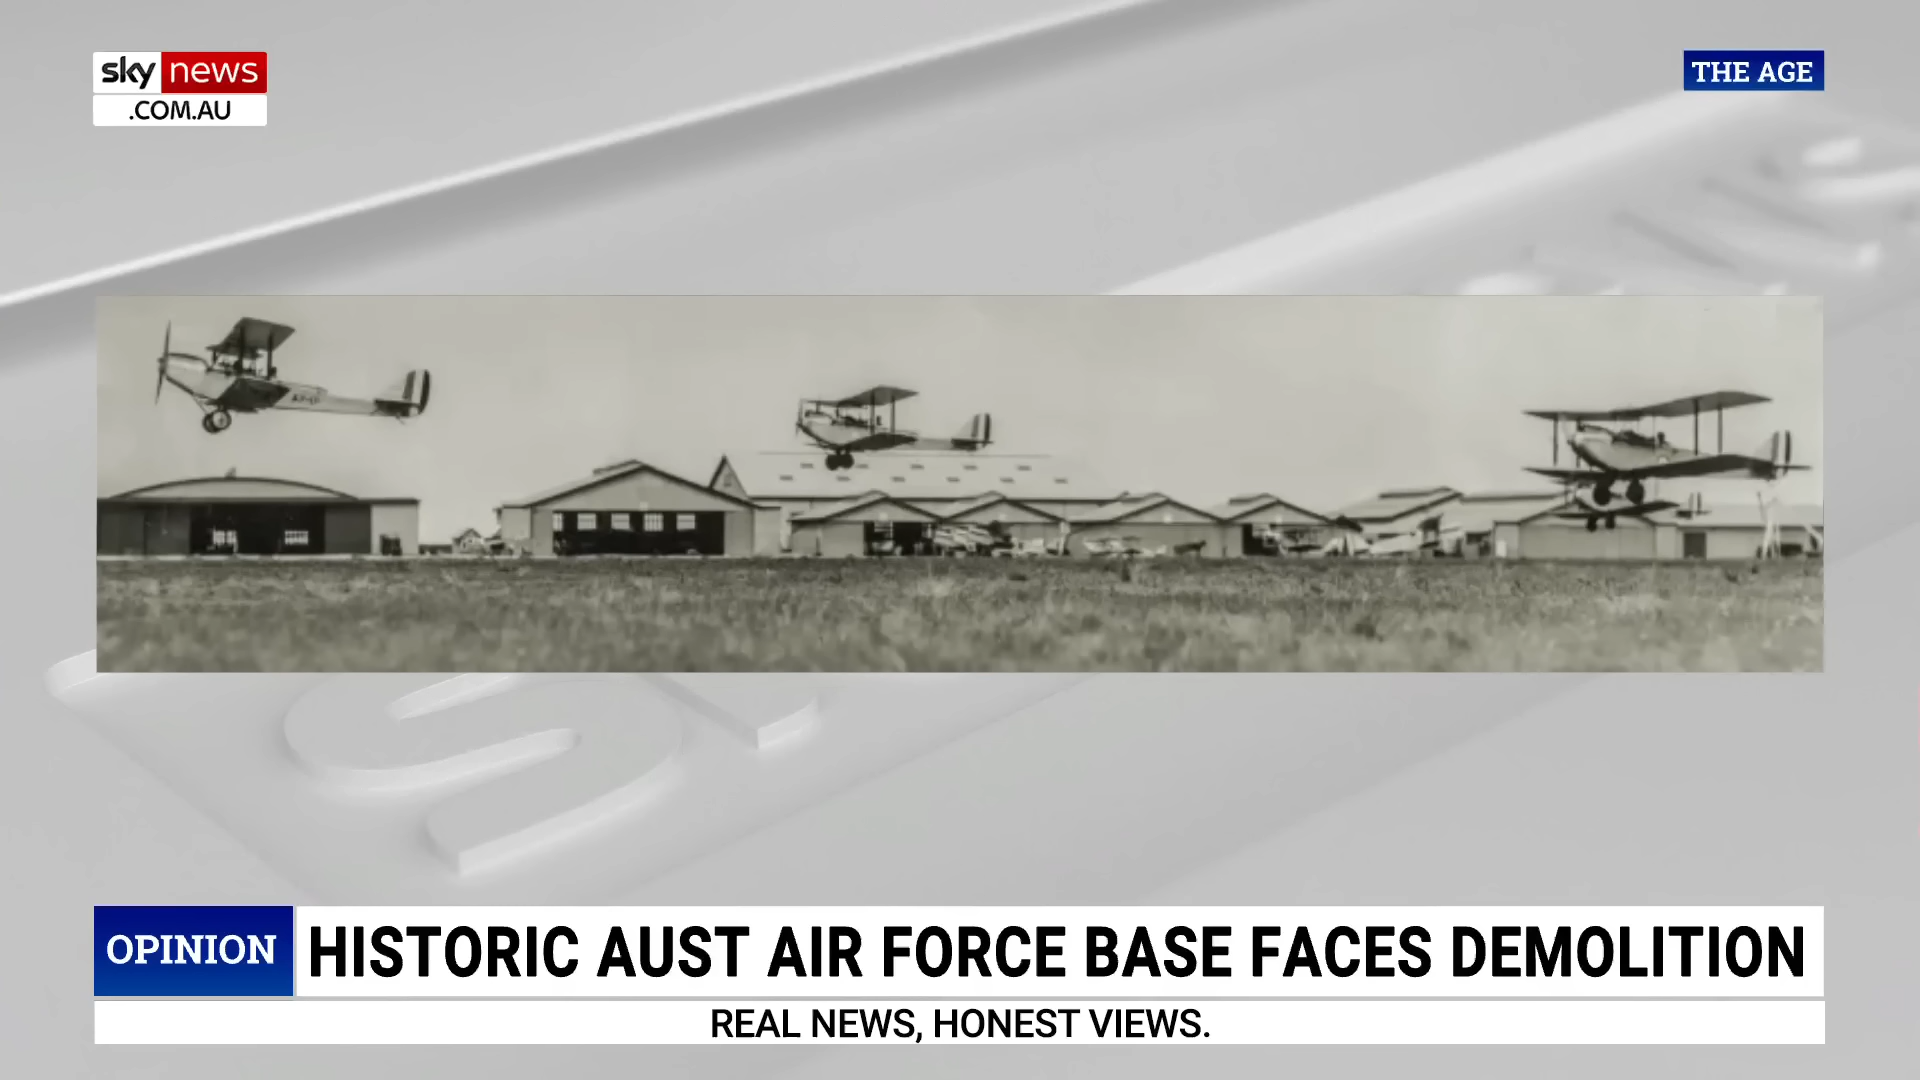 sky news
.COM.AU
THE AGE
OPINION
HISTORIC AUST AIR FORCE BASE FACES DEMOLITION
REAL NEWS, HONEST VIEWS.